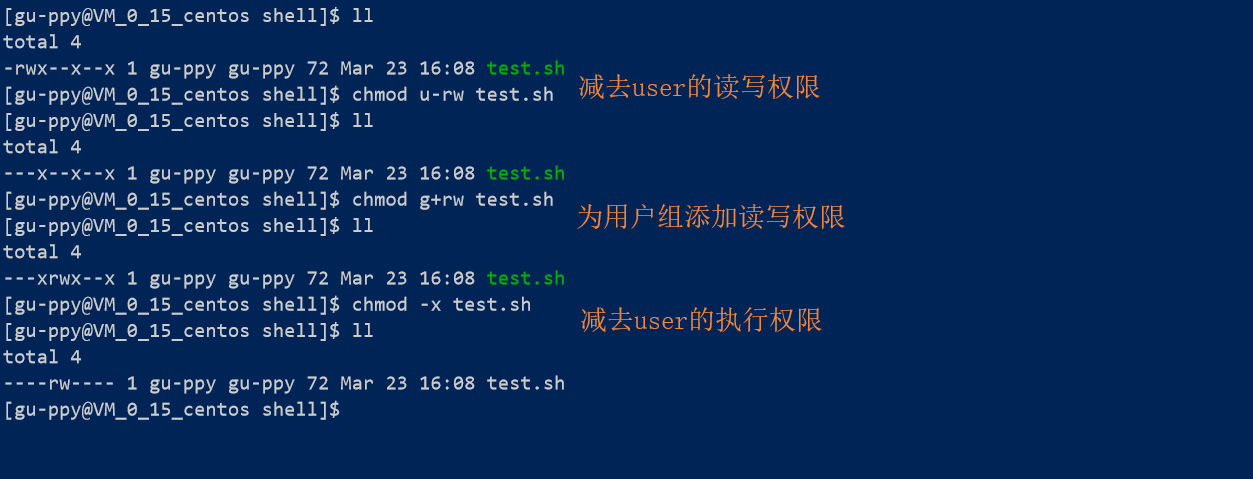 [gu-ppy@VM_0_15_centos shell]$ ll
total 4
-rwx--x--x 1 gu-ppy gu-ppy 72 Mar 23 16:08 test.sh
[gu-ppy@VM_0_15_centos shell]$ chmod u-rw test.sh 减去user的读写权限
[gu-ppy@VM_0_15_centos shell]$ ll
total 4
---x--x--x 1 gu-ppy gu-ppy 72 Mar 23 16:08 test.sh
[gu-ppy@VM_0_15_centos shell]$ chmod g+rw test.sh 为用户组添加读写权限
[gu-ppy@VM_0_15_centos shell]$ ll
total 4
---xrwx--x 1 gu-ppy gu-ppy 72 Mar 23 16:08 test.sh
[gu-ppy@VM_0_15_centos shell]$ chmod -x test.sh 减去user的执行权限
[gu-ppy@VM_0_15_centos shell]$ ll
total 4
----rw---- 1 gu-ppy gu-ppy 72 Mar 23 16:08 test.sh
[gu-ppy@VM_0_15_centos shell]$